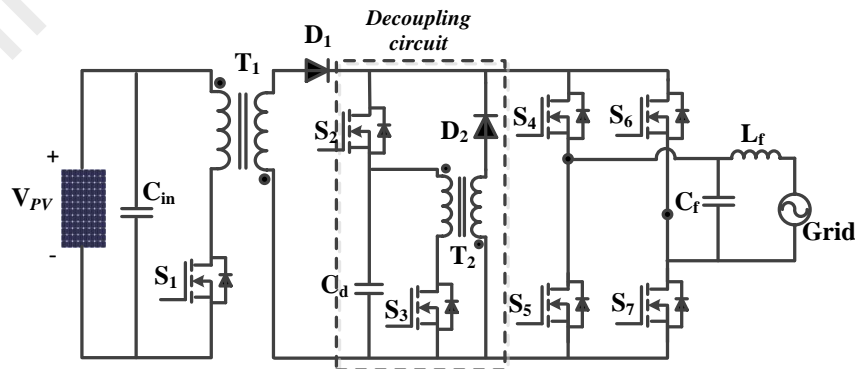 Decoupling
circuit
D1
T1
S2
D2
S4
S6
Lf
+
VPV
-
Cin
Cf
Grid
T2
S1
Cd
S3
S5
S7